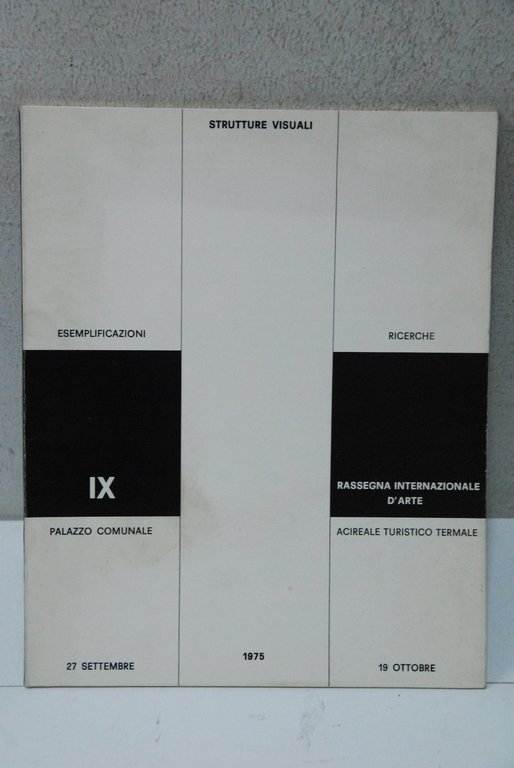 STRUTTURE VISUALI
ESEMPLIFICAZIONI
RICERCHE
IX
RASSEGNA INTERNAZIONALE
D'ARTE
PALAZZO COMUNALE
ACIREALE TURISTICO TERMALE
27 SETTEMBRE
1975
19 OTTOBRE